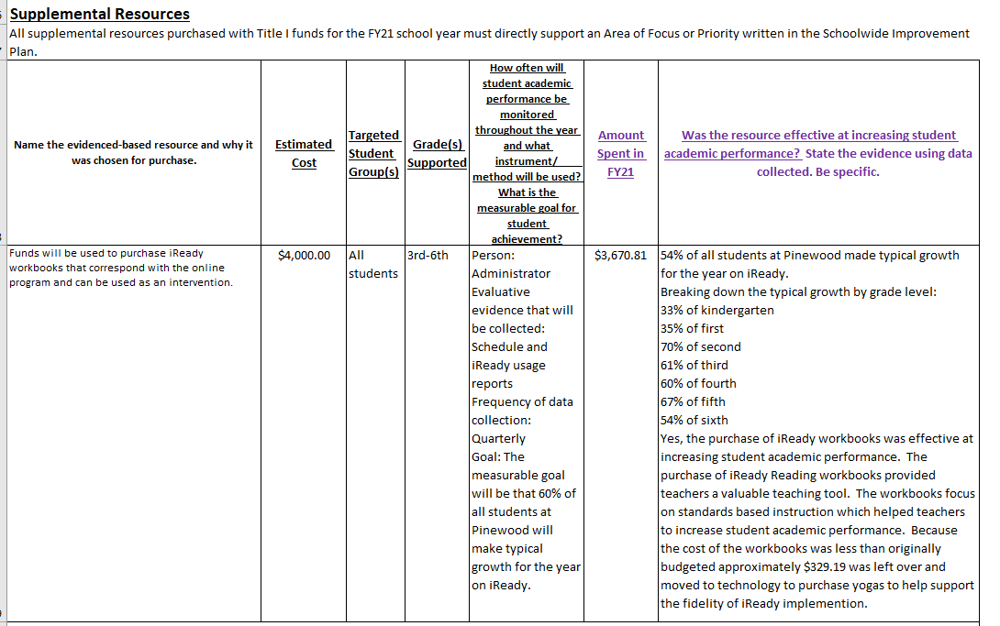 Supplemental Resources
All supplemental resources purchased with Title I funds for the FY21 school year must directly support an Area of Focus or Priority written in the Schoolwide Improvement
Plan.
Name the evidenced-based resource and why it
was chosen for purchase.
Estimated
Cost
Targeted
Student
Group(s)
Grade(s)
Supported
How often will
student academic
performance be
monitored
throughout the year
and what
instrument/
method will be used?
What is the
measurable goal for
student
achievement?
Amount
Spent in
FY21
Was the resource effective at increasing student
academic performance? State the evidence using data
collected. Be specific.
Funds will be used to purchase iReady
workbooks that correspond with the online
program and can be used as an intervention.
$4,000.00
All
students
3rd-6th
Person:
Administrator
Evaluative
evidence that will
be collected:
Schedule and
iReady usage
reports
Frequency of data
collection:
Quarterly
Goal: The
measurable goal
will be that 60% of
all students at
Pinewood will
make typical
growth for the year
on iReady.
$3,670.81
54% of all students at Pinewood made typical growth
for the year on iReady.
Breaking down the typical growth by grade level:
33% of kindergarten
35% of first
70% of second
61% of third
60% of fourth
67% of fifth
54% of sixth
Yes, the purchase of iReady workbooks was effective at
increasing student academic performance. The
purchase of iReady Reading workbooks provided
teachers a valuable teaching tool. The workbooks focus
on standards based instruction which helped teachers
to increase student academic performance. Because
the cost of the workbooks was less than originally
budgeted approximately $329.19 was left over and
moved to technology to purchase yogas to help support
the fidelity of iReady implemention.